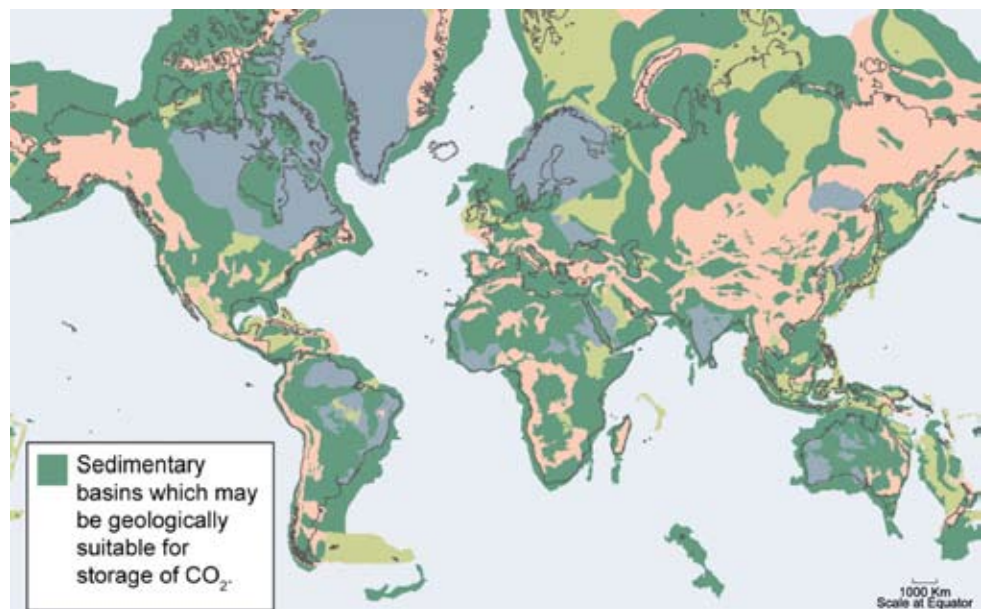 Sedimentary
basins which may
be geologically
suitable for
storage of CO₂.
1000 Km
Scale at Equator